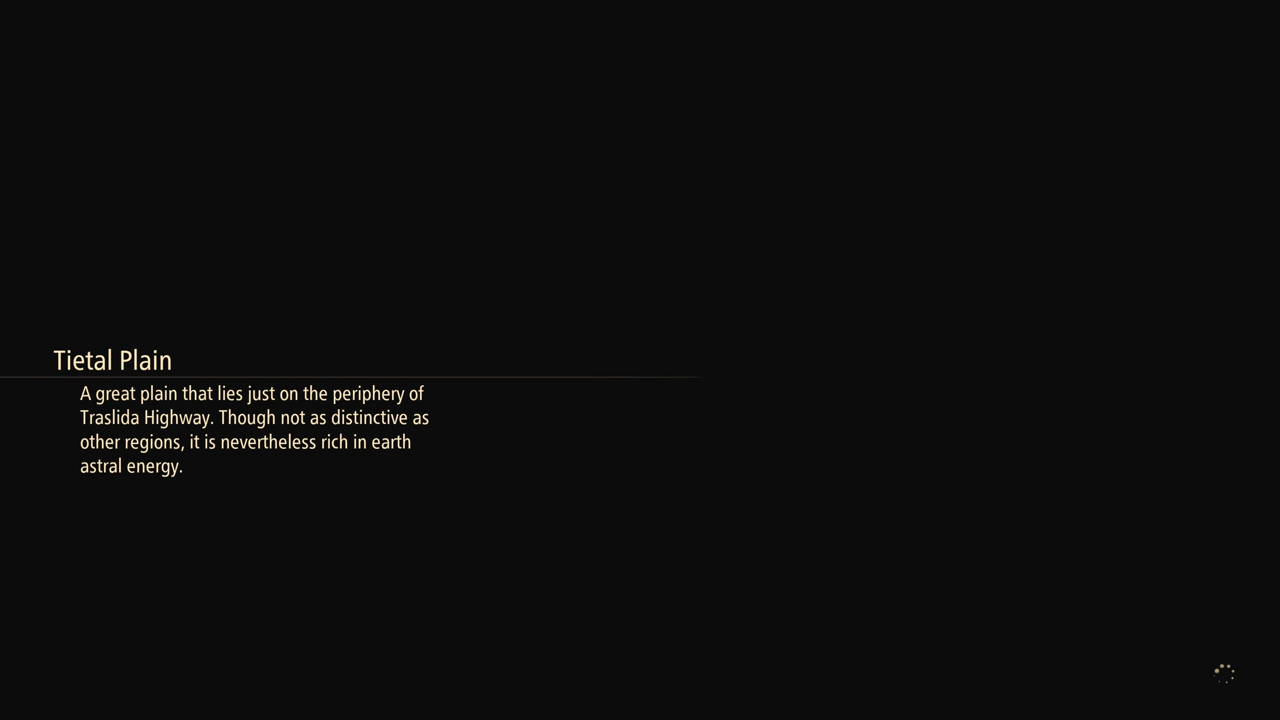 Tietal Plain
A great plain that lies just on the periphery of
Traslida Highway. Though not as distinctive as
other regions, it is nevertheless rich in earth
astral energy.